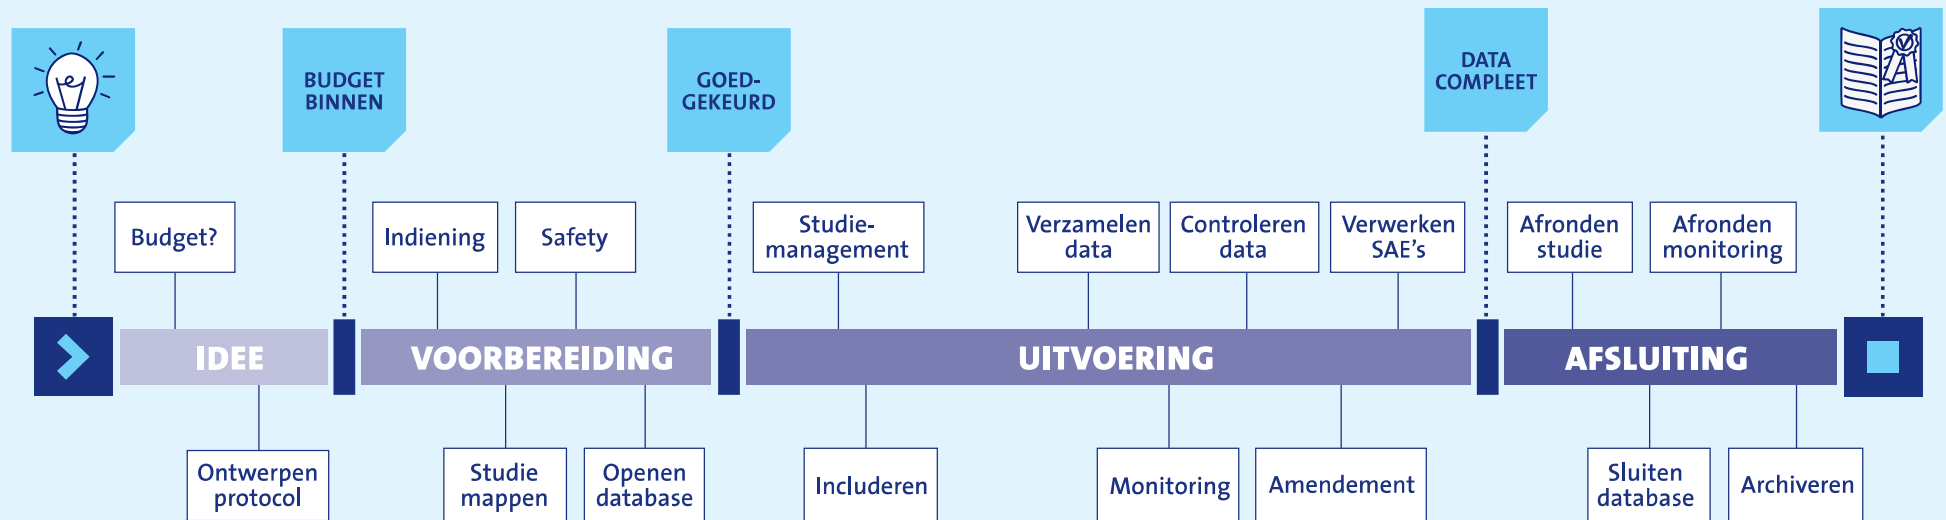 BUDGET
BINNEN
GOED-
GEKEURD
DATA
COMPLEET
Budget?
Indiening
Safety
Studie-
management
Verzamelen
data
Controleren
data
Verwerken
SAE's
Afronden
studie
Afronden
monitoring
IDEE
VOORBEREIDING
UITVOERING
AFSLUITING
Ontwerpen
protocol
Studie
mappen
Openen
database
Includeren
Monitoring
Amendement
Sluiten
database
Archiveren